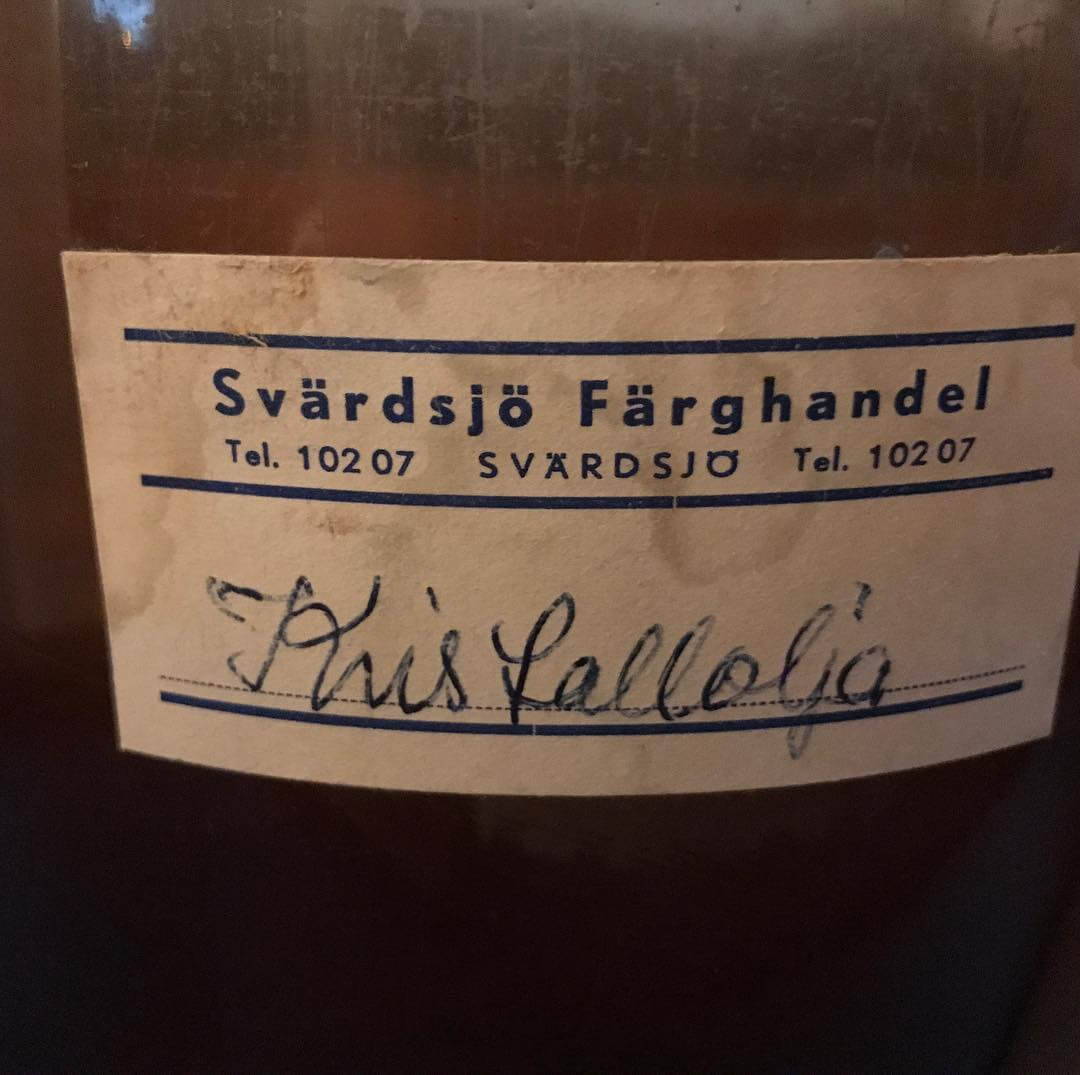 Svärdsjö Färghandel
Tel. 102 07 SVÄRDSJÖ Tel. 102 07
Kristallolja